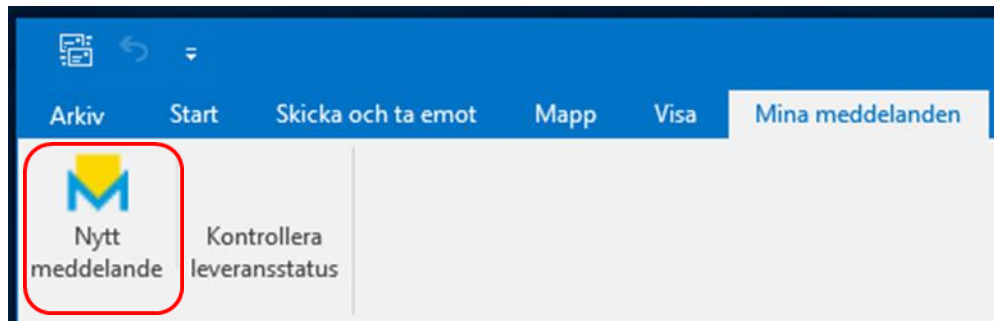 Arkiv Start Skicka och ta emot Mapp Visa Mina meddelanden
Nytt meddelande
Kontrollera leveransstatus